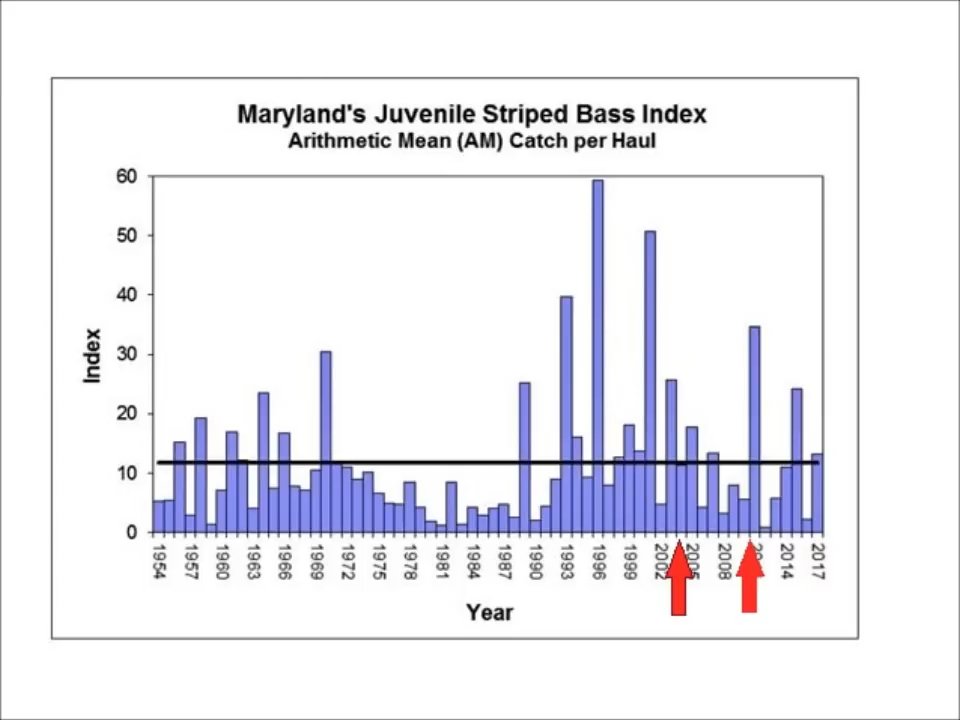 Maryland's Juvenile Striped Bass Index
Arithmetic Mean (AM) Catch per Haul
60
50
40
30
20
10
0
Index
1954 1957 1960 1963 1966 1969 1972 1975 1978 1981 1984 1987 1990 1993 1996 1999 2002 2005 2008 2014 2017
Year